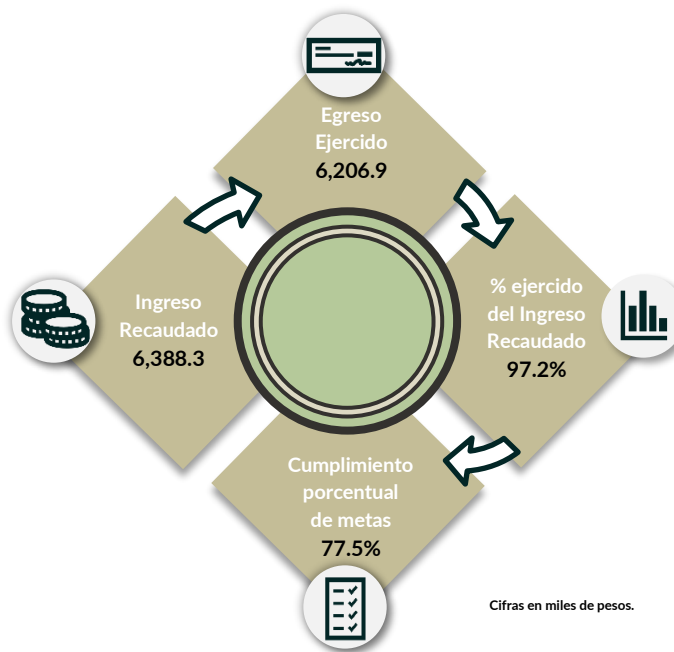 Egreso
Ejercido
6,206.9
Ingreso
Recaudado
6,388.3
% ejercido
del Ingreso
Recaudado
97.2%
Cumplimiento
porcentual
de metas
77.5%
Cifras en miles de pesos.